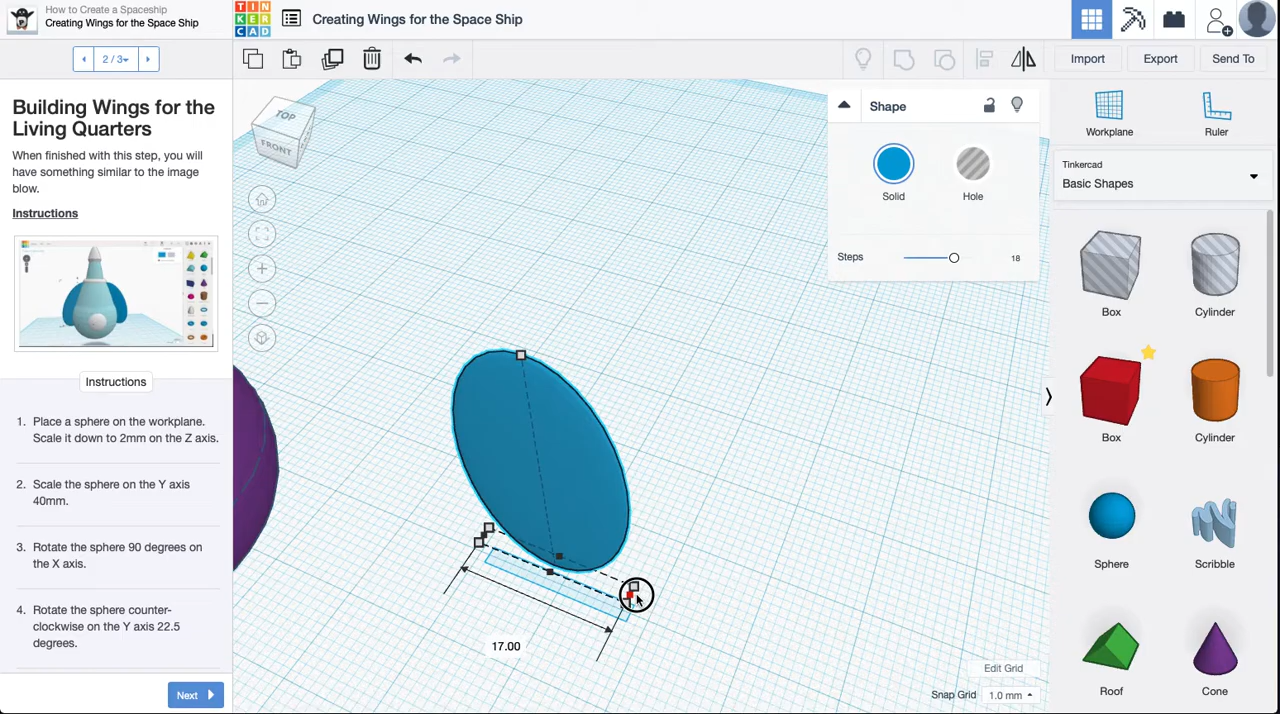 How to Create a Spaceship
Creating Wings for the Space Ship
TIN
KER
CAD
Creating Wings for the Space Ship
2 / 3
Import
Export
Send To
Building Wings for the
Living Quarters
When finished with this step, you will
have something similar to the image
blow.
Instructions
Instructions
1. Place a sphere on the workplane.
Scale it down to 2mm on the Z axis.
2. Scale the sphere on the Y axis
40mm.
3. Rotate the sphere 90 degrees on
the X axis.
4. Rotate the sphere counter-
clockwise on the Y axis 22.5
degrees.
Next
TOP
FRONT
17.00
Shape
Solid
Hole
Steps
18
Edit Grid
Snap Grid
1.0 mm
Workplane
Ruler
Tinkercad
Basic Shapes
Box
Cylinder
Box
Cylinder
Sphere
Scribble
Roof
Cone